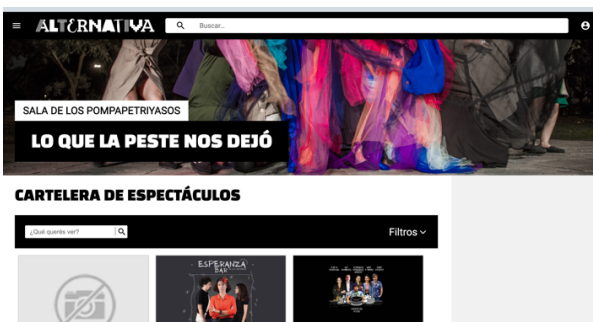 ALTERNATIVA
Buscar...
SALA DE LOS POMPAPETRIYASOS
LO QUE LA PESTE NOS DEJÓ
CARTELERA DE ESPECTÁCULOS
¿Qué querés ver?
Filtros
ESPERANZA
BAR